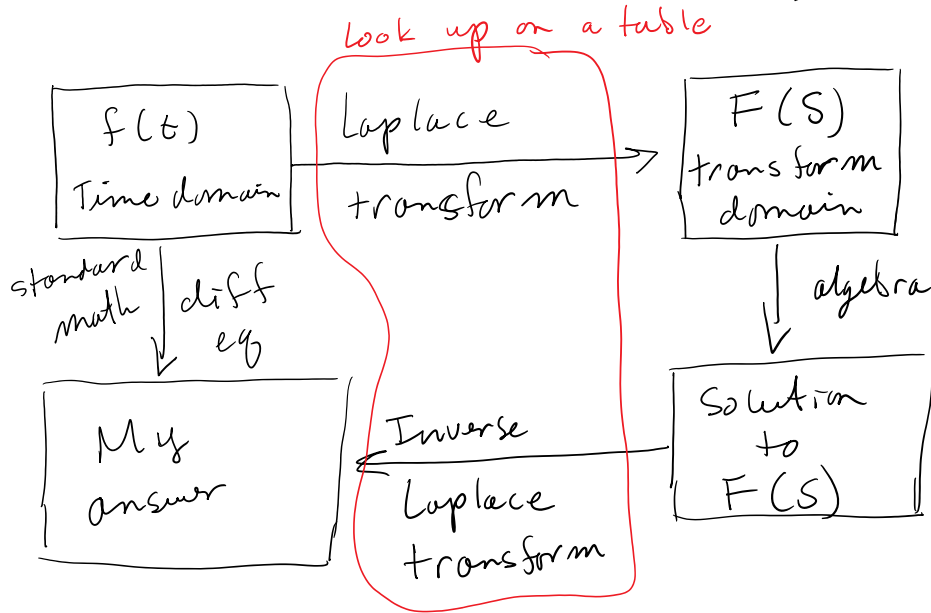 Look up on a table
f(t)
Time domain
Laplace
transform
F(S)
transform
domain
standard
math
diff
eq
algebra
My
answer
Inverse
Laplace
transform
Solution
to
F(S)